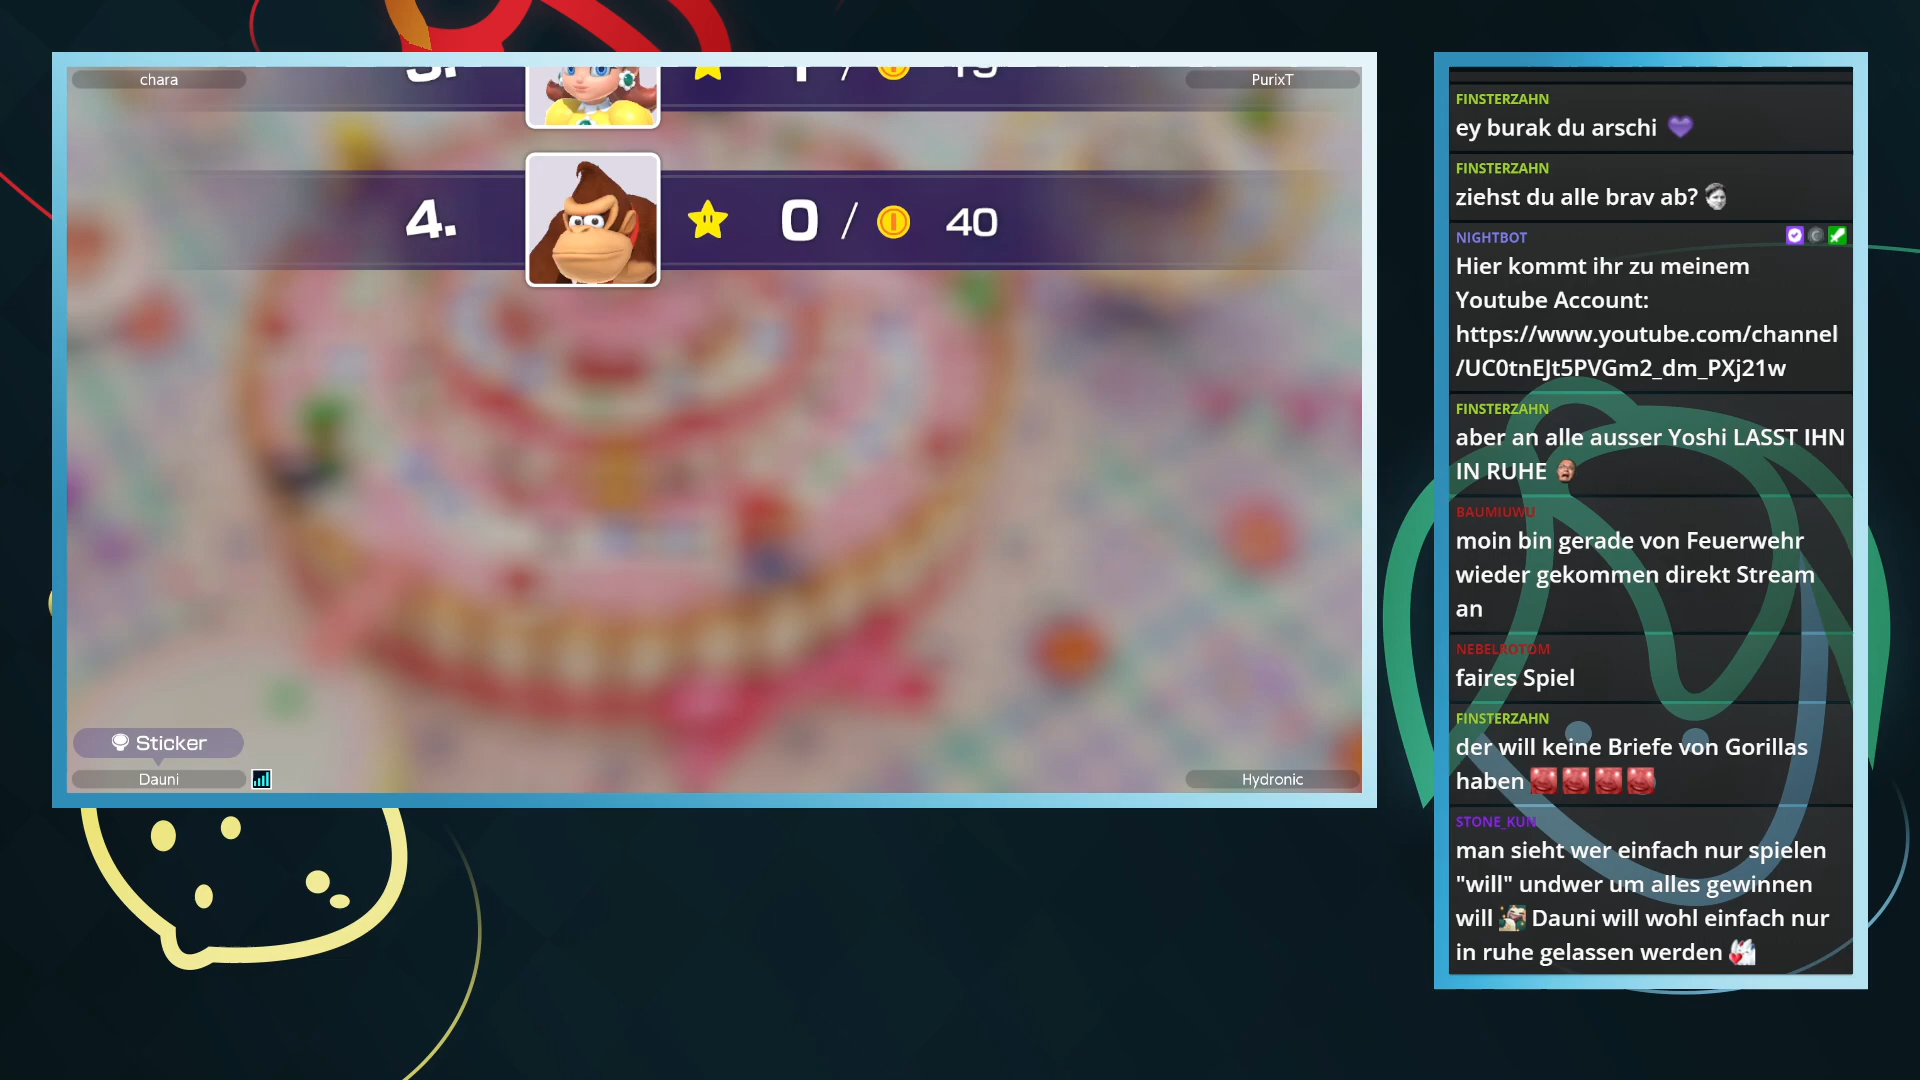 chara
PurixT
4.
0 / 40
Sticker
Dauni
Hydronic
FINSTERZAHN
ey burak du arschi
FINSTERZAHN
ziehst du alle brav ab?
NIGHTBOT
Hier kommt ihr zu meinem
Youtube Account:
https://www.youtube.com/channel
/UC0tnEJt5PVGm2_dm_PXj21w
FINSTERZAHN
aber an alle ausser Yoshi LASST IHN
IN RUHE
BAUMIUWU
moin bin gerade von Feuerwehr
wieder gekommen direkt Stream
an
NEBELROTOM
faires Spiel
FINSTERZAHN
der will keine Briefe von Gorillas
haben
STONE_KUN
man sieht wer einfach nur spielen
"will" undwer um alles gewinnen
will Dauni will wohl einfach nur
in ruhe gelassen werden